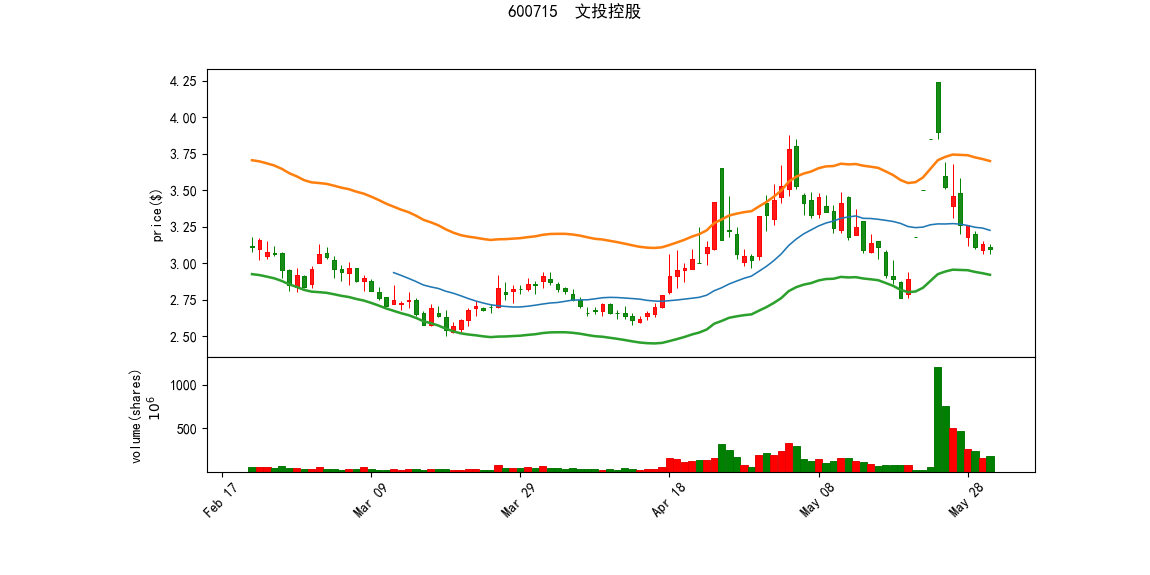 600715 文投控股
price($)
4.25
4.00
3.75
3.50
3.25
3.00
2.75
2.50
volume(shares)
10^6
1000
500
Feb 17
Mar 09
Mar 29
Apr 18
May 08
May 28